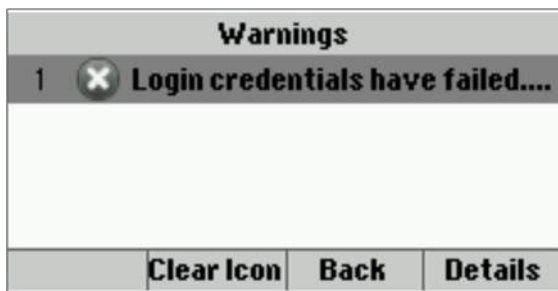 Warnings
1 Login credentials have failed....
Clear Icon Back Details